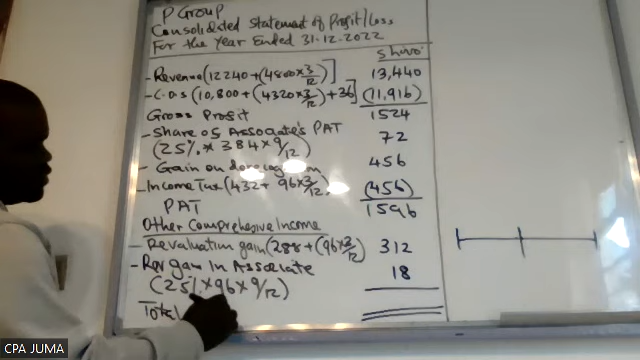 P Group
Consolidated Statement of Profit/Loss
For the Year Ended 31-12-2022
Sh000'
- Revenue (12240 + (4800 x 3/12)] 13,440
- C.O.S (10,800 + (4320 x 3/12) + 36] (11,916)
Gross Profit 1524
- Share of Associate's PAT 72
(25% * 384 x 9/12)
- Gain on 456
- Income Tax (432 + 96 x 3/12) (456)
PAT 1596
Other Comprehesive Income
- Revaluation gain (288 + (96 x 3/12) 312
- Rev gain In Associate 18
(25% x 96 x 9/12)
Total
CPA JUMA